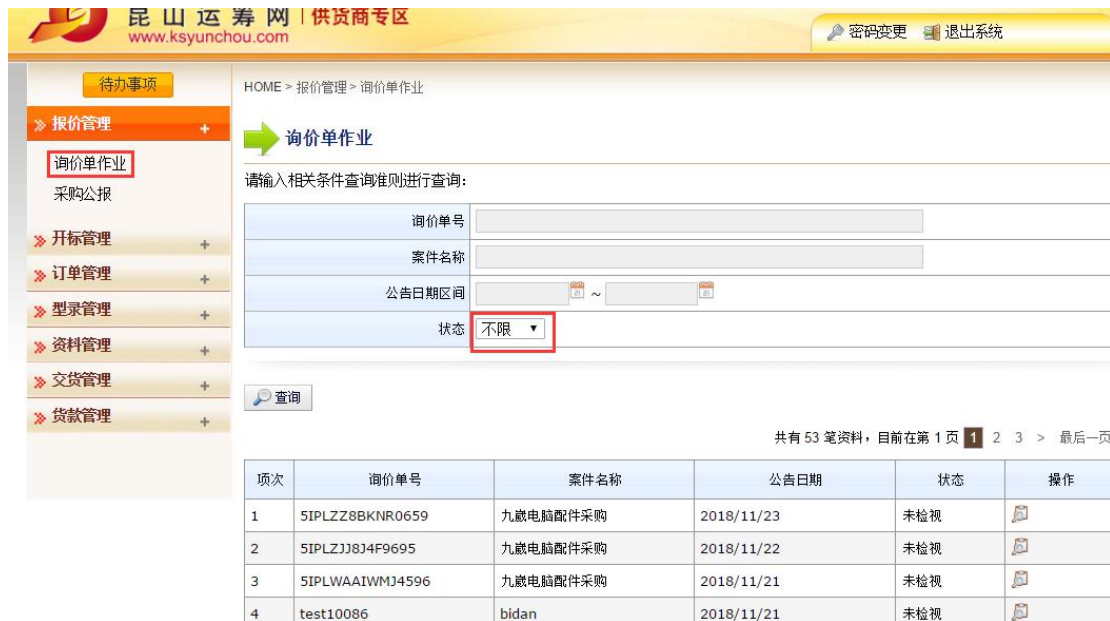 昆山运筹网 供货商专区
www.ksyunchou.com
密码变更 退出系统
待办事项
报价管理 +
询价单作业
采购公报
开标管理 +
订单管理 +
型录管理 +
资料管理 +
交货管理 +
货款管理 +
HOME > 报价管理 > 询价单作业
询价单作业
请输入相关条件查询准则进行查询：
询价单号
案件名称
公告日期区间 ~
状态 不限
查询
共有 53 笔资料，目前在第 1 页 1 2 3 > 最后一页
项次 询价单号 案件名称 公告日期 状态 操作
1 5IPLZZ8BKNR0659 九崴电脑配件采购 2018/11/23 未检视
2 5IPLZJJ8J4F9695 九崴电脑配件采购 2018/11/22 未检视
3 5IPLWAAIWMJ4596 九崴电脑配件采购 2018/11/21 未检视
4 test10086 bidan 2018/11/21 未检视